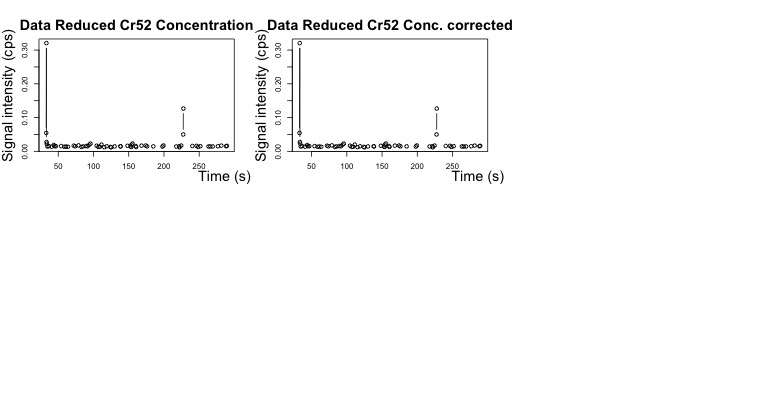 Data Reduced Cr52 Concentration
Signal intensity (cps)
0.00 0.10 0.20 0.30
50 100 150 200 250
Time (s)
Data Reduced Cr52 Conc. corrected
Signal intensity (cps)
0.00 0.10 0.20 0.30
50 100 150 200 250
Time (s)